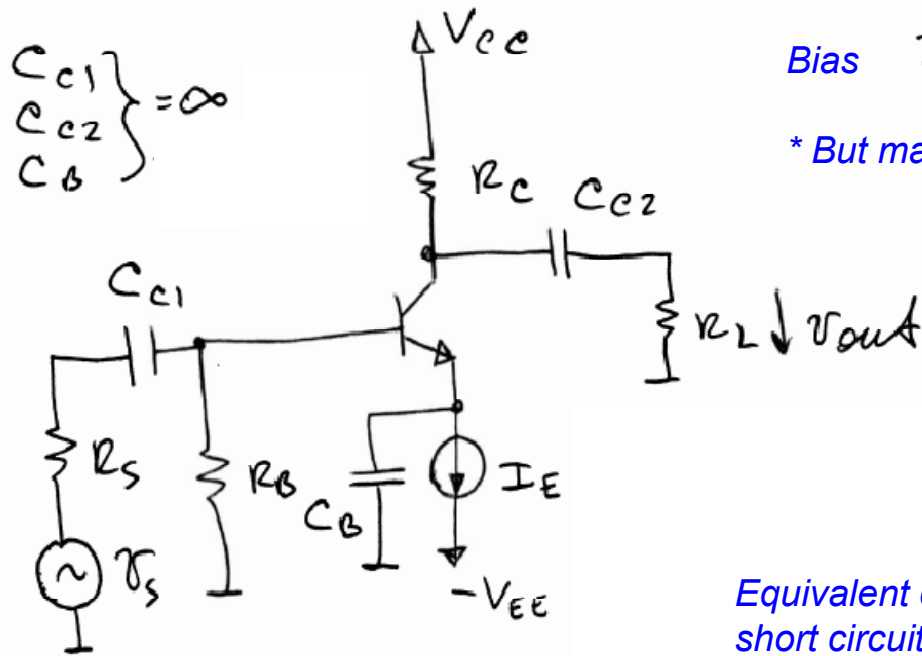 Cc1
Cc2
CB
} = ∞
VCC
Bias
* But ma
RC
Cc2
Cc1
RL ↓ vout
RS
RB
CB
IE
vs
~
-VEE
Equivalent
short circuit